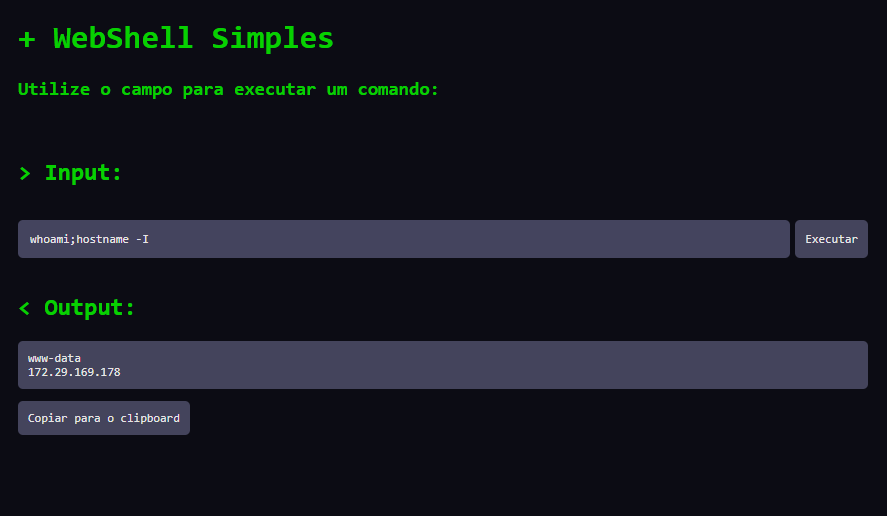 + WebShell Simples
Utilize o campo para executar um comando:
> Input:
whoami;hostname -I
Executar
< Output:
www-data
172.29.169.178
Copiar para o clipboard